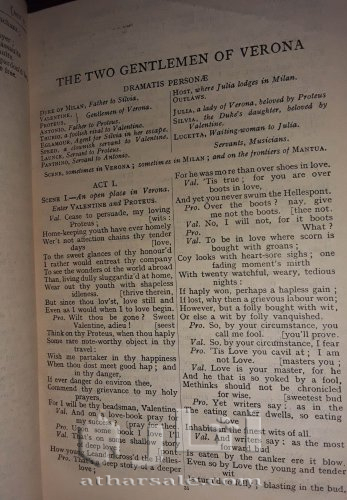 THE TWO GENTLEMEN OF VERONA
DRAMATIS PERSONÆ
DUKE OF MILAN, Father to Silvia.
VALENTINE, } Gentlemen of Verona.
PROTEUS,
ANTONIO, Father to Proteus.
THURIO, a foolish rival to Valentine.
EGLAMOUR, Agent for Silvia in her escape.
SPEED, a clownish servant to Valentine.
LAUNCE, Servant to Proteus.
PANTHINO, Servant to Antonio.
HOST, where Julia lodges in Milan.
OUTLAWS.
JULIA, a lady of Verona, beloved by Proteus
SILVIA, the Duke's daughter, beloved by
Valentine.
LUCETTA, Waiting-woman to Julia.
Servants, Musicians.
SCENE, sometimes in VERONA; sometimes in MILAN; and on the frontiers of MANTUA.
ACT I.
SCENE I.—An open place in Verona.
Enter VALENTINE and PROTEUS.
Val. Cease to persuade, my loving
Proteus: [wits:
Home-keeping youth have ever homely
Wer't not affection chains thy tender
days [love,
To the sweet glances of thy honour'd
I rather would entreat thy company
To see the wonders of the world abroad
Than, living dully sluggardiz'd at home,
Wear out thy youth with shapeless
idleness. [thrive therein,
But since thou lov'st, love still and
Even as I would when I to love begin.
Pro. Wilt thou be gone? Sweet
Valentine, adieu! [seest
Think on thy Proteus, when thou haply
Some rare note-worthy object in thy
travel:
Wish me partaker in thy happiness
When thou dost meet good hap; and
in thy danger,
If ever danger do environ thee,
Commend thy grievance to my holy
prayers,
For I will be thy beadsman, Valentine.
Val. And on a love-book pray for
my
Pro. [pray
Val.
deep love
How you
Pro. That's a deep story of a deeper
love;
For he was more than over shoes in love.
Val. 'Tis true; for you are over
boots in love,
And yet you never swum the Hellespont.
Pro. Over the boots? nay, give
me not the boots. [thee not.
Val. No, I will not, for it boots
Pro. What?
Val. To be in love where scorn is
bought with groans;
Coy looks with heart-sore sighs; one
fading moment's mirth
With twenty watchful, weary, tedious
nights:
If haply won, perhaps a hapless gain;
If lost, why then a grievous labour won;
However, but a folly bought with wit,
Or else a wit by folly vanquished.
Pro. So, by your circumstance, you
call me fool. [you'll prove.
Val. So, by your circumstance, I fear
Pro. 'Tis Love you cavil at; I am
not Love. [masters you;
Val. Love is your master, for he
And he that is so yoked by a fool,
Methinks should not be chronicled
for wise. [sweetest bud
Pro. Yet writers say, as in the
The eating canker dwells, so eating
love
Inhabits in the finest wits of all.
Val. And writers say, as the most
forward bud
Is eaten by the canker ere it blow,
Even so by Love the young and tender
wit
Is turn'd to folly; blasting in the bud,
atharsales.com